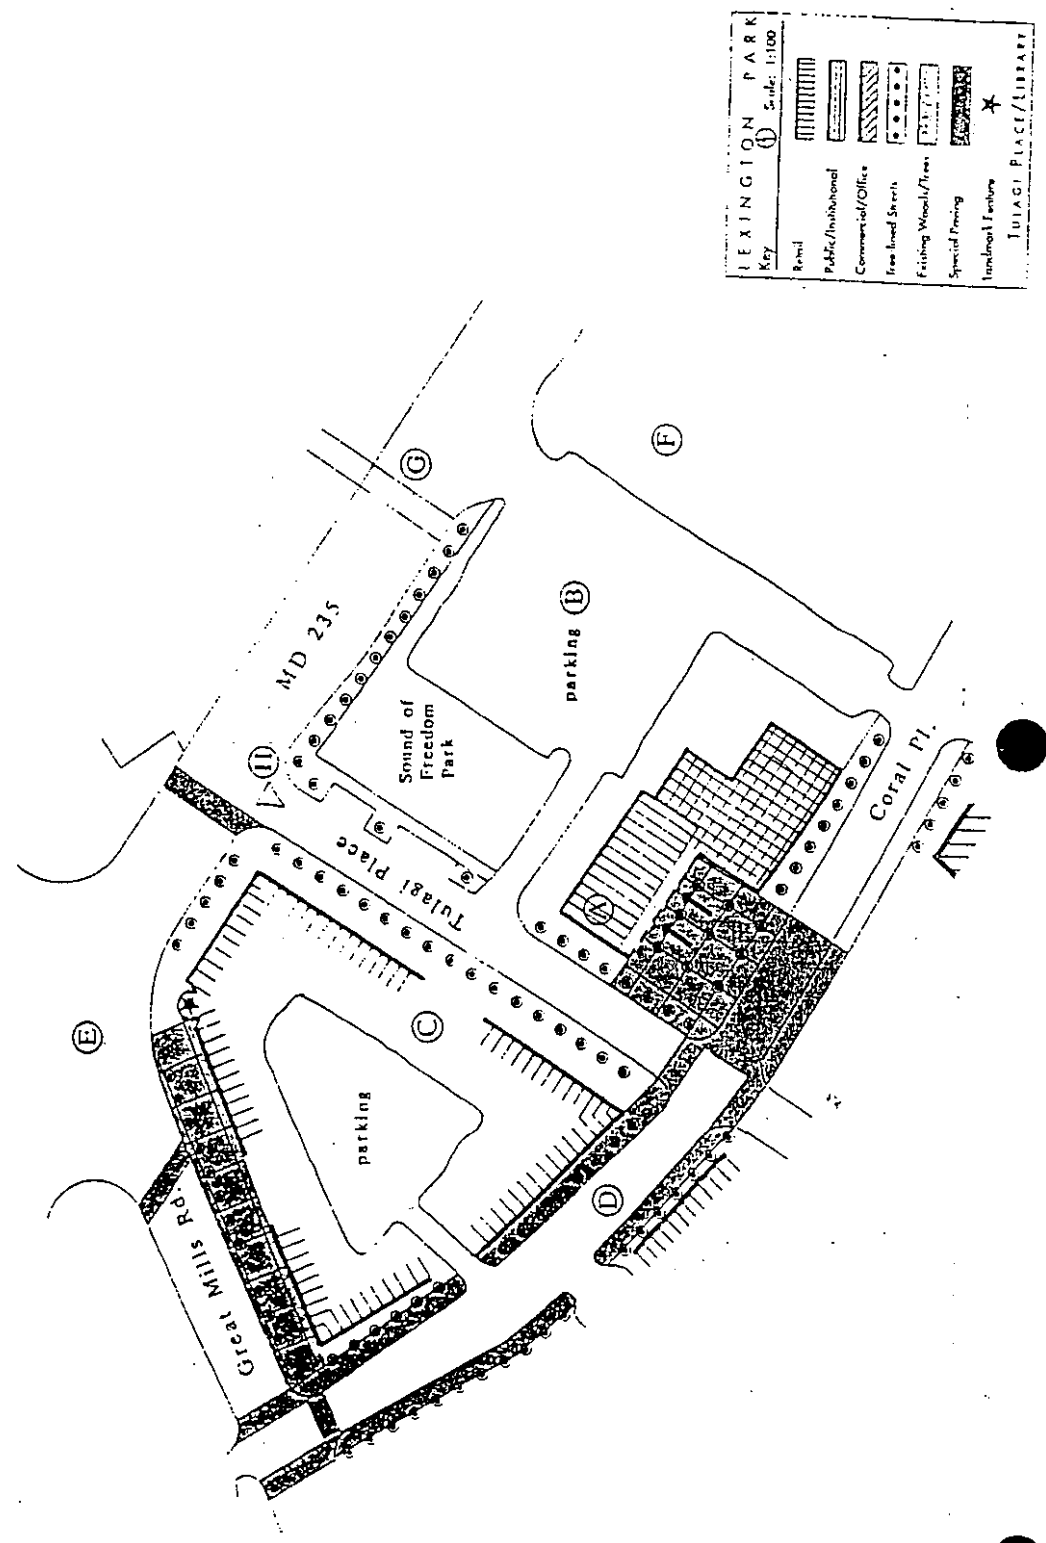 LEXINGTON PARK
Key
Scale: 1:100
Retail
Public/Institutional
Commercial/Office
Tree-lined Streets
Existing Woods/Trees
Special Paving
Landmark Feature
TULAGI PLACE/LIBRARY
G
F
MD 235
B
parking
Sound of
Freedom
Park
H
Tulagi Place
Coral Pl.
A
E
C
parking
D
Great Mills Rd.